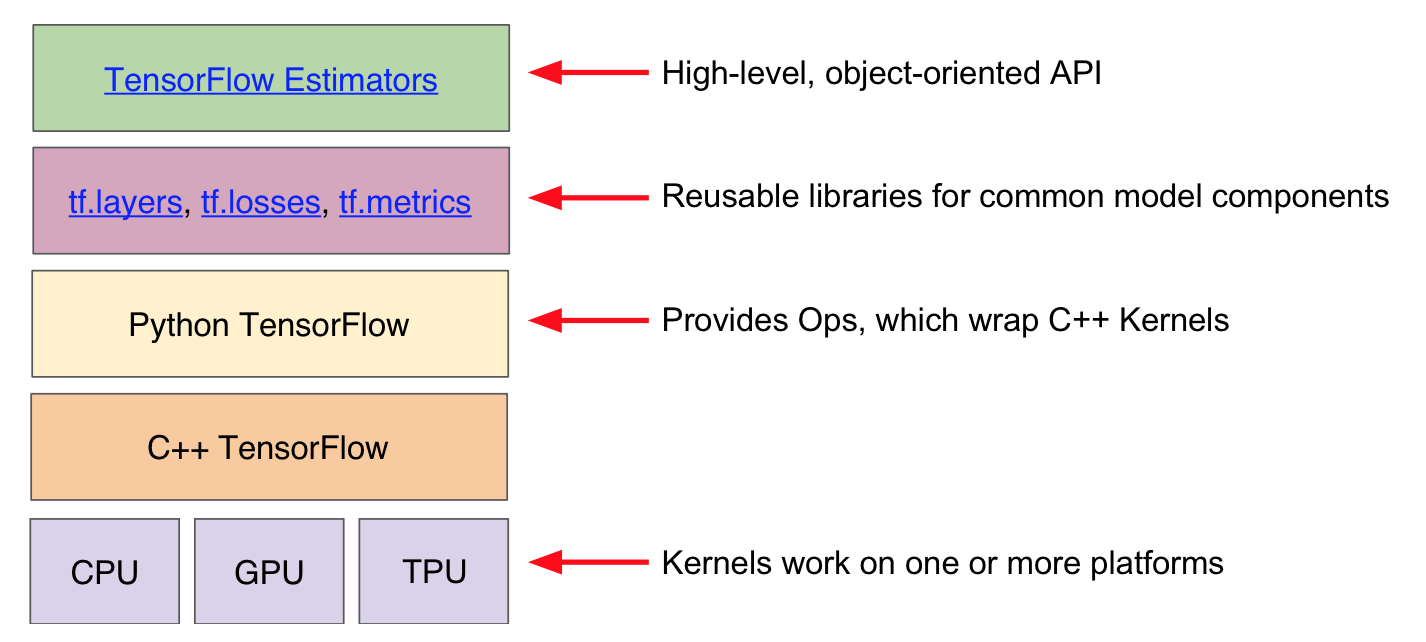 TensorFlow Estimators
High-level, object-oriented API
tf.layers, tf.losses, tf.metrics
Reusable libraries for common model components
Python TensorFlow
Provides Ops, which wrap C++ Kernels
C++ TensorFlow
CPU
GPU
TPU
Kernels work on one or more platforms